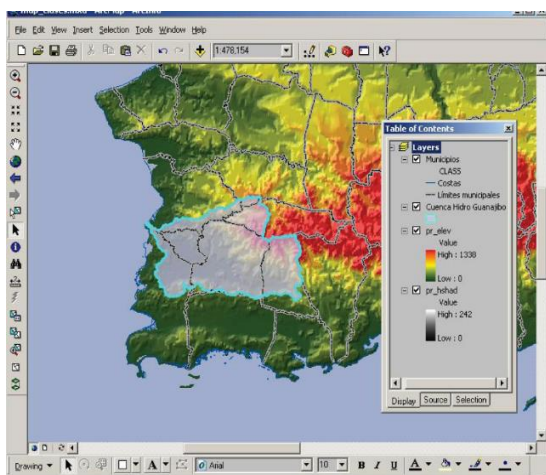 File Edit View Insert Selection Tools Window Help
1:478,154
Table of Contents
Layers
Municipios
CLAS5
Costas
Límites municipales
Cuenca Hidro Guanajibo
pr_elev
Value
High : 1338
Low : 0
pr_hshad
Value
High : 242
Low : 0
Display Source Selection
Drawing A Arial 10 B I U A